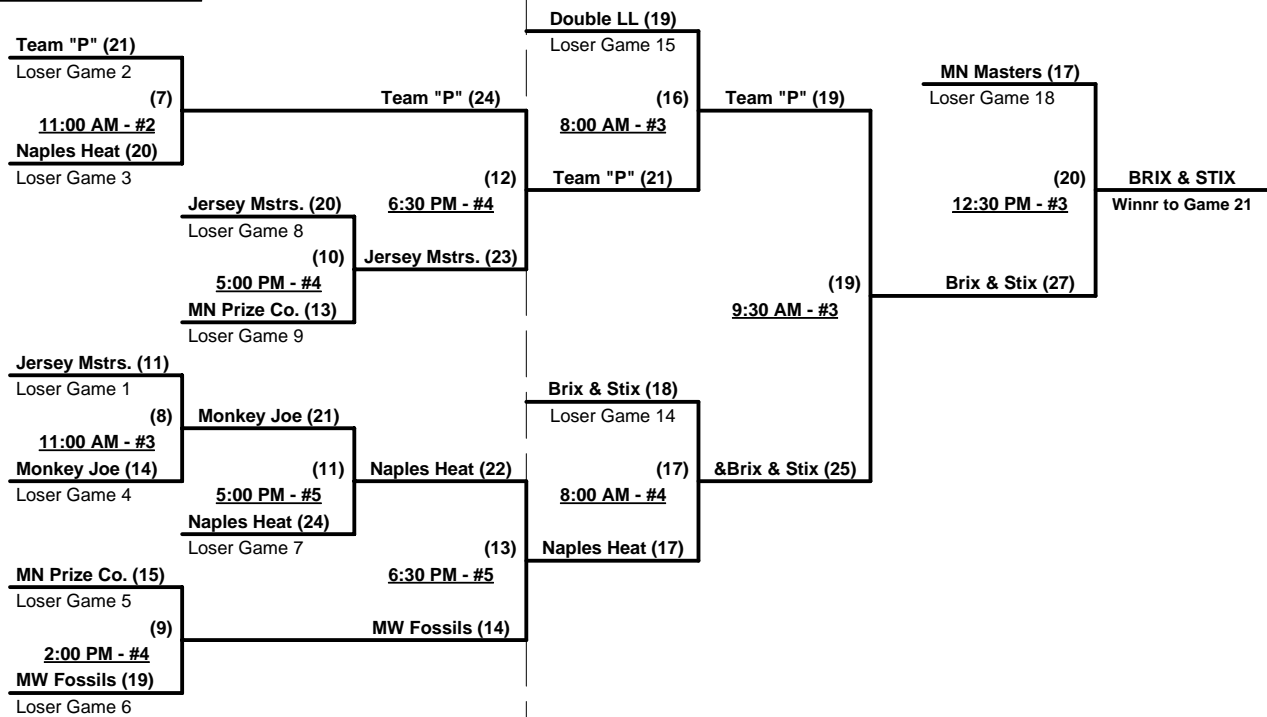 Double LL (19)
Loser Game 15
Team "P" (21)
Loser Game 2
(7)
11:00 AM - #2
Naples Heat (20)
Loser Game 3
Team "P" (24)
(16)
8:00 AM - #3
Team "P" (19)
MN Masters (17)
Loser Game 18
(12)
6:30 PM - #4
Team "P" (21)
(20)
12:30 PM - #3
BRIX & STIX
Winnr to Game 21
Jersey Mstrs. (20)
Loser Game 8
(10)
5:00 PM - #4
Jersey Mstrs. (23)
MN Prize Co. (13)
Loser Game 9
(19)
9:30 AM - #3
Brix & Stix (27)
Jersey Mstrs. (11)
Loser Game 1
(8)
11:00 AM - #3
Monkey Joe (14)
Loser Game 4
Monkey Joe (21)
(11)
5:00 PM - #5
Naples Heat (24)
Loser Game 7
Naples Heat (22)
Brix & Stix (18)
Loser Game 14
(17)
8:00 AM - #4
&Brix & Stix (25)
(13)
6:30 PM - #5
Naples Heat (17)
MN Prize Co. (15)
Loser Game 5
(9)
2:00 PM - #4
MW Fossils (19)
Loser Game 6
MW Fossils (14)